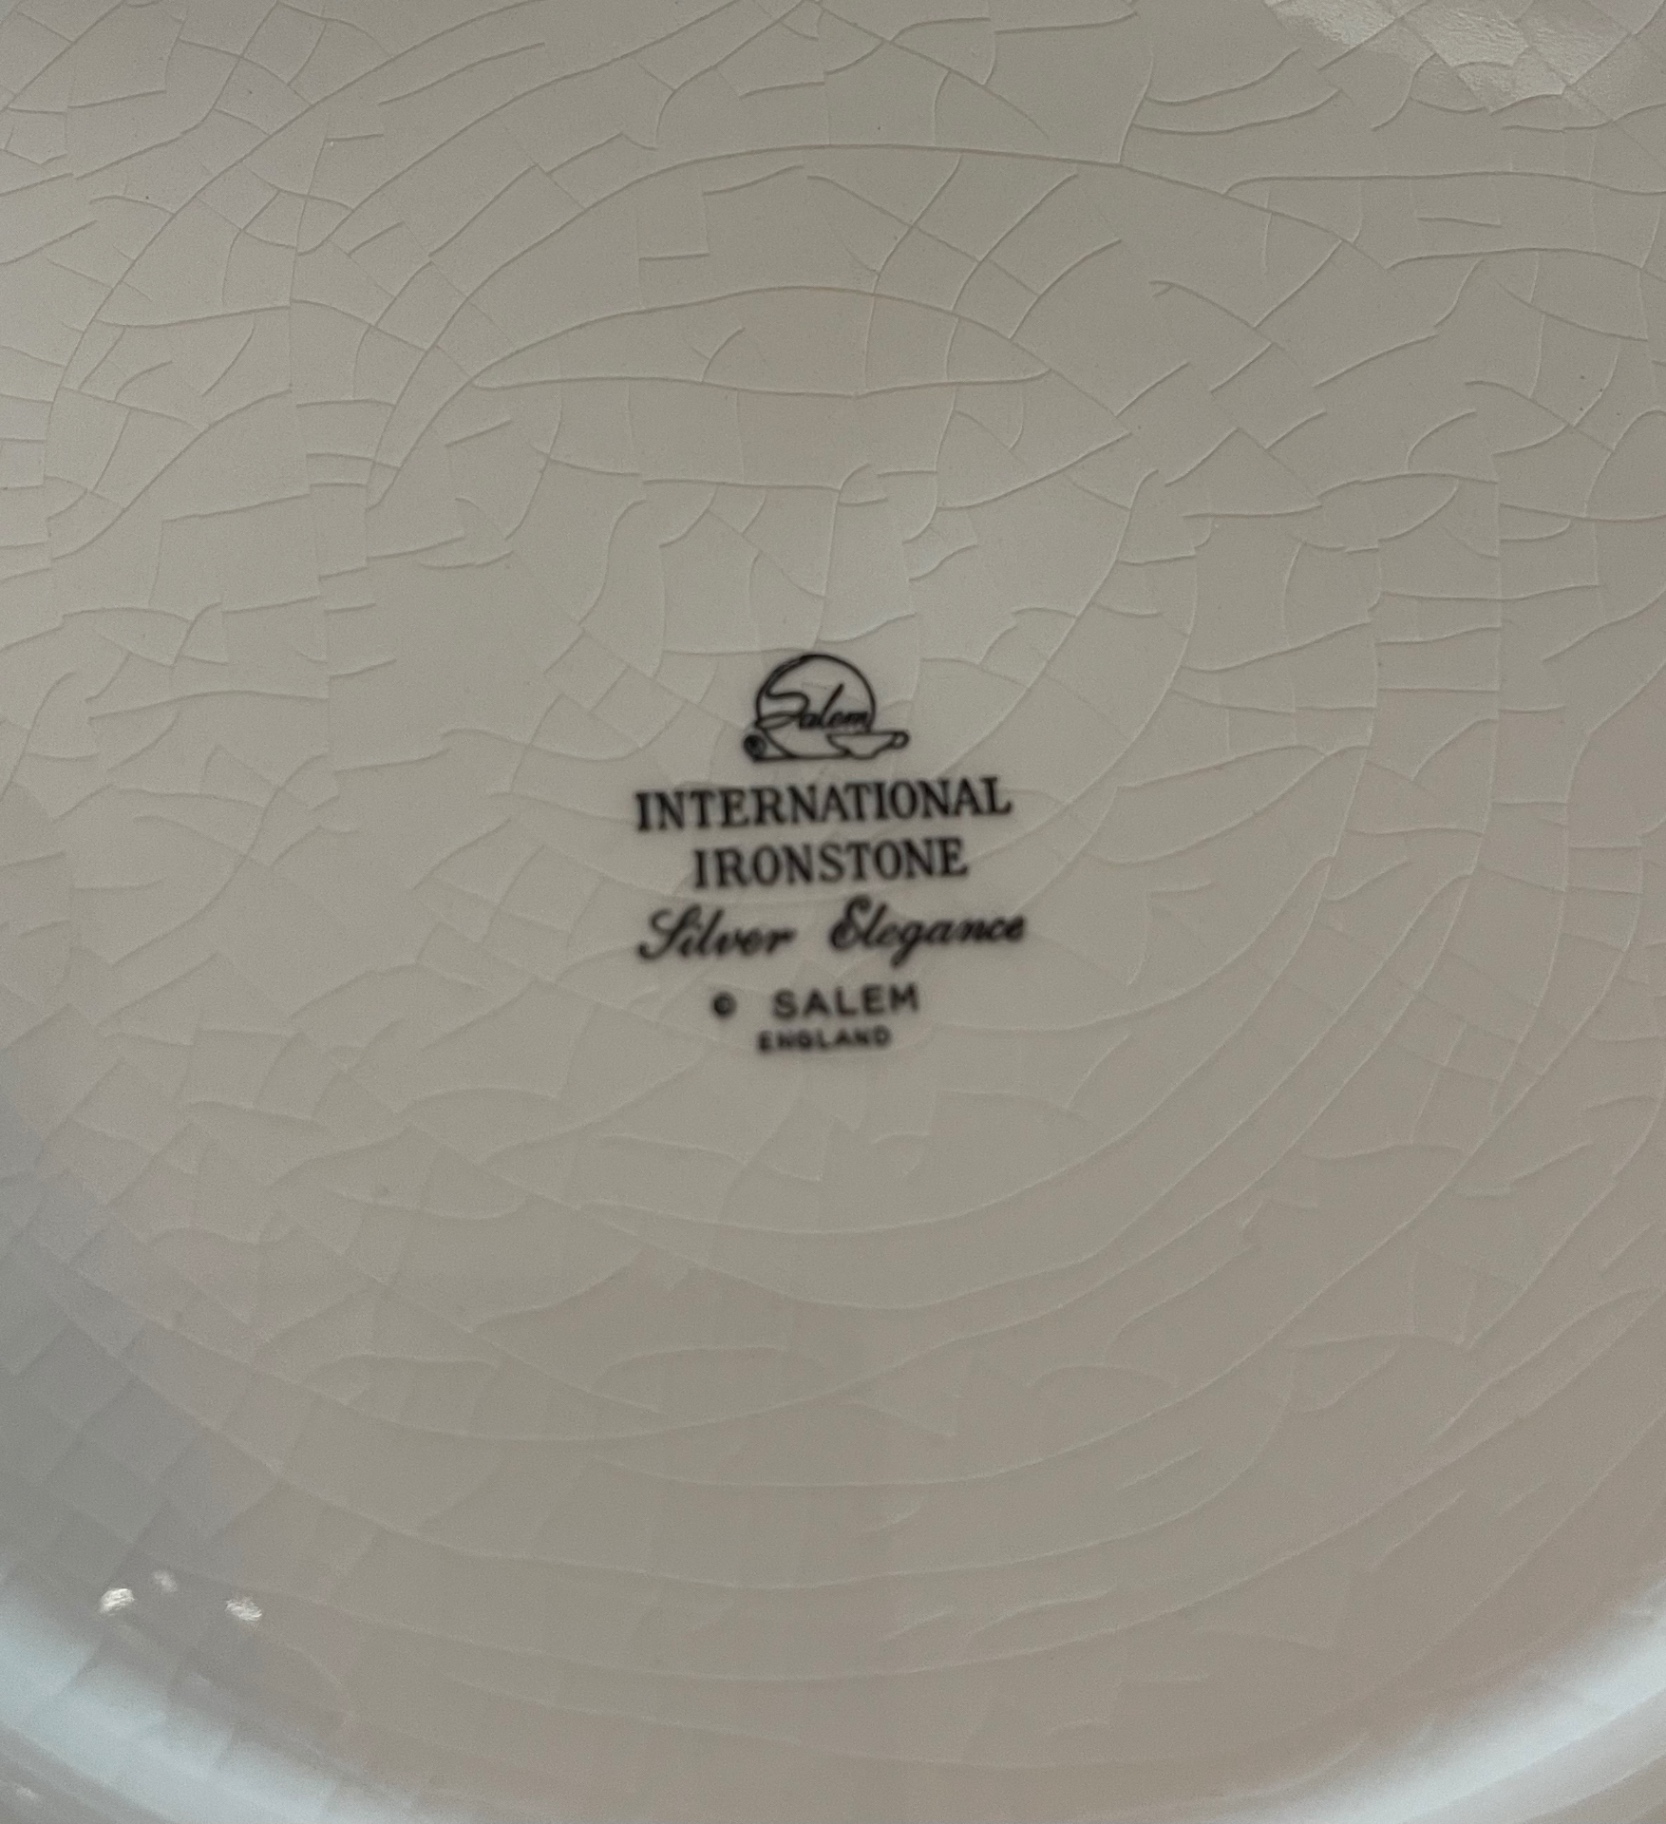 Salem
INTERNATIONAL
IRONSTONE
Silver Elegance
© SALEM
ENGLAND